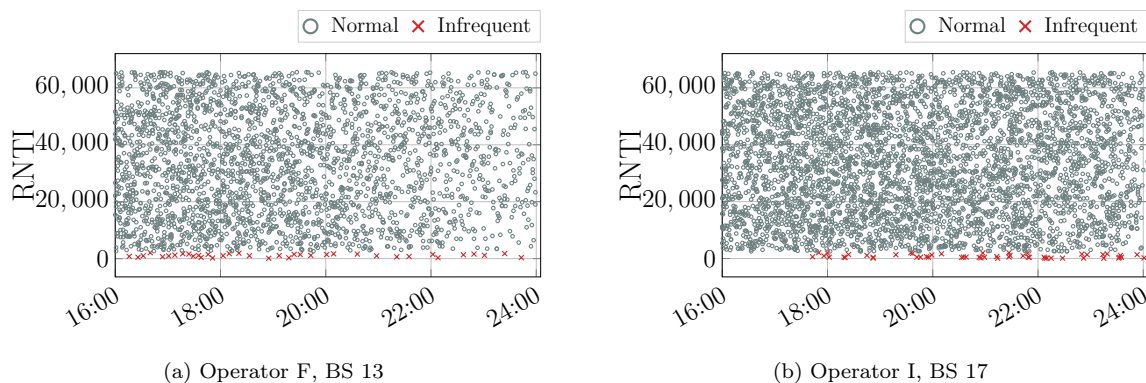 Normal Infrequent
60,000
40,000
20,000
0
RNTI
16:00 18:00 20:00 22:00 24:00
(a) Operator F, BS 13
Normal Infrequent
60,000
40,000
20,000
0
RNTI
16:00 18:00 20:00 22:00 24:00
(b) Operator I, BS 17